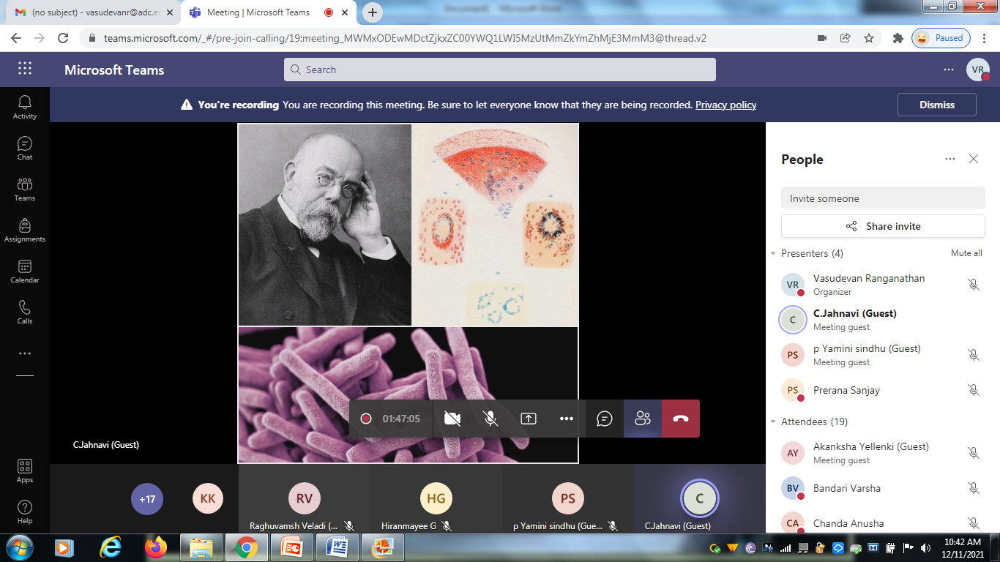 (no subject) - vasudevanr@adc.e
Meeting | Microsoft Teams
teams.microsoft.com/_#/pre-join-calling/19:meeting_MWMxODEwMDctZjkxZC00YWQ1LWI5MzUtMmZkYmZhMjE3MmM3@thread.v2
Paused
Microsoft Teams
Search
VR
You're recording You are recording this meeting. Be sure to let everyone know that they are being recorded. Privacy policy
Dismiss
Activity
Chat
Teams
Assignments
Calendar
Calls
Apps
Help
01:47:05
C.Jahnavi (Guest)
+17
KK
RV
Raghuvamsh Veladi (...
HG
Hiranmayee G
PS
p Yamini sindhu (Gue...
C
C.Jahnavi (Guest)
People
Invite someone
Share invite
Presenters (4)
Mute all
VR
Vasudevan Ranganathan
Organizer
C
C.Jahnavi (Guest)
Meeting guest
PS
p Yamini sindhu (Guest)
Meeting guest
PS
Prerana Sanjay
Attendees (19)
AY
Akanksha Yellenki (Guest)
Meeting guest
BV
Bandari Varsha
CA
Chanda Anusha
10:42 AM
12/11/2021